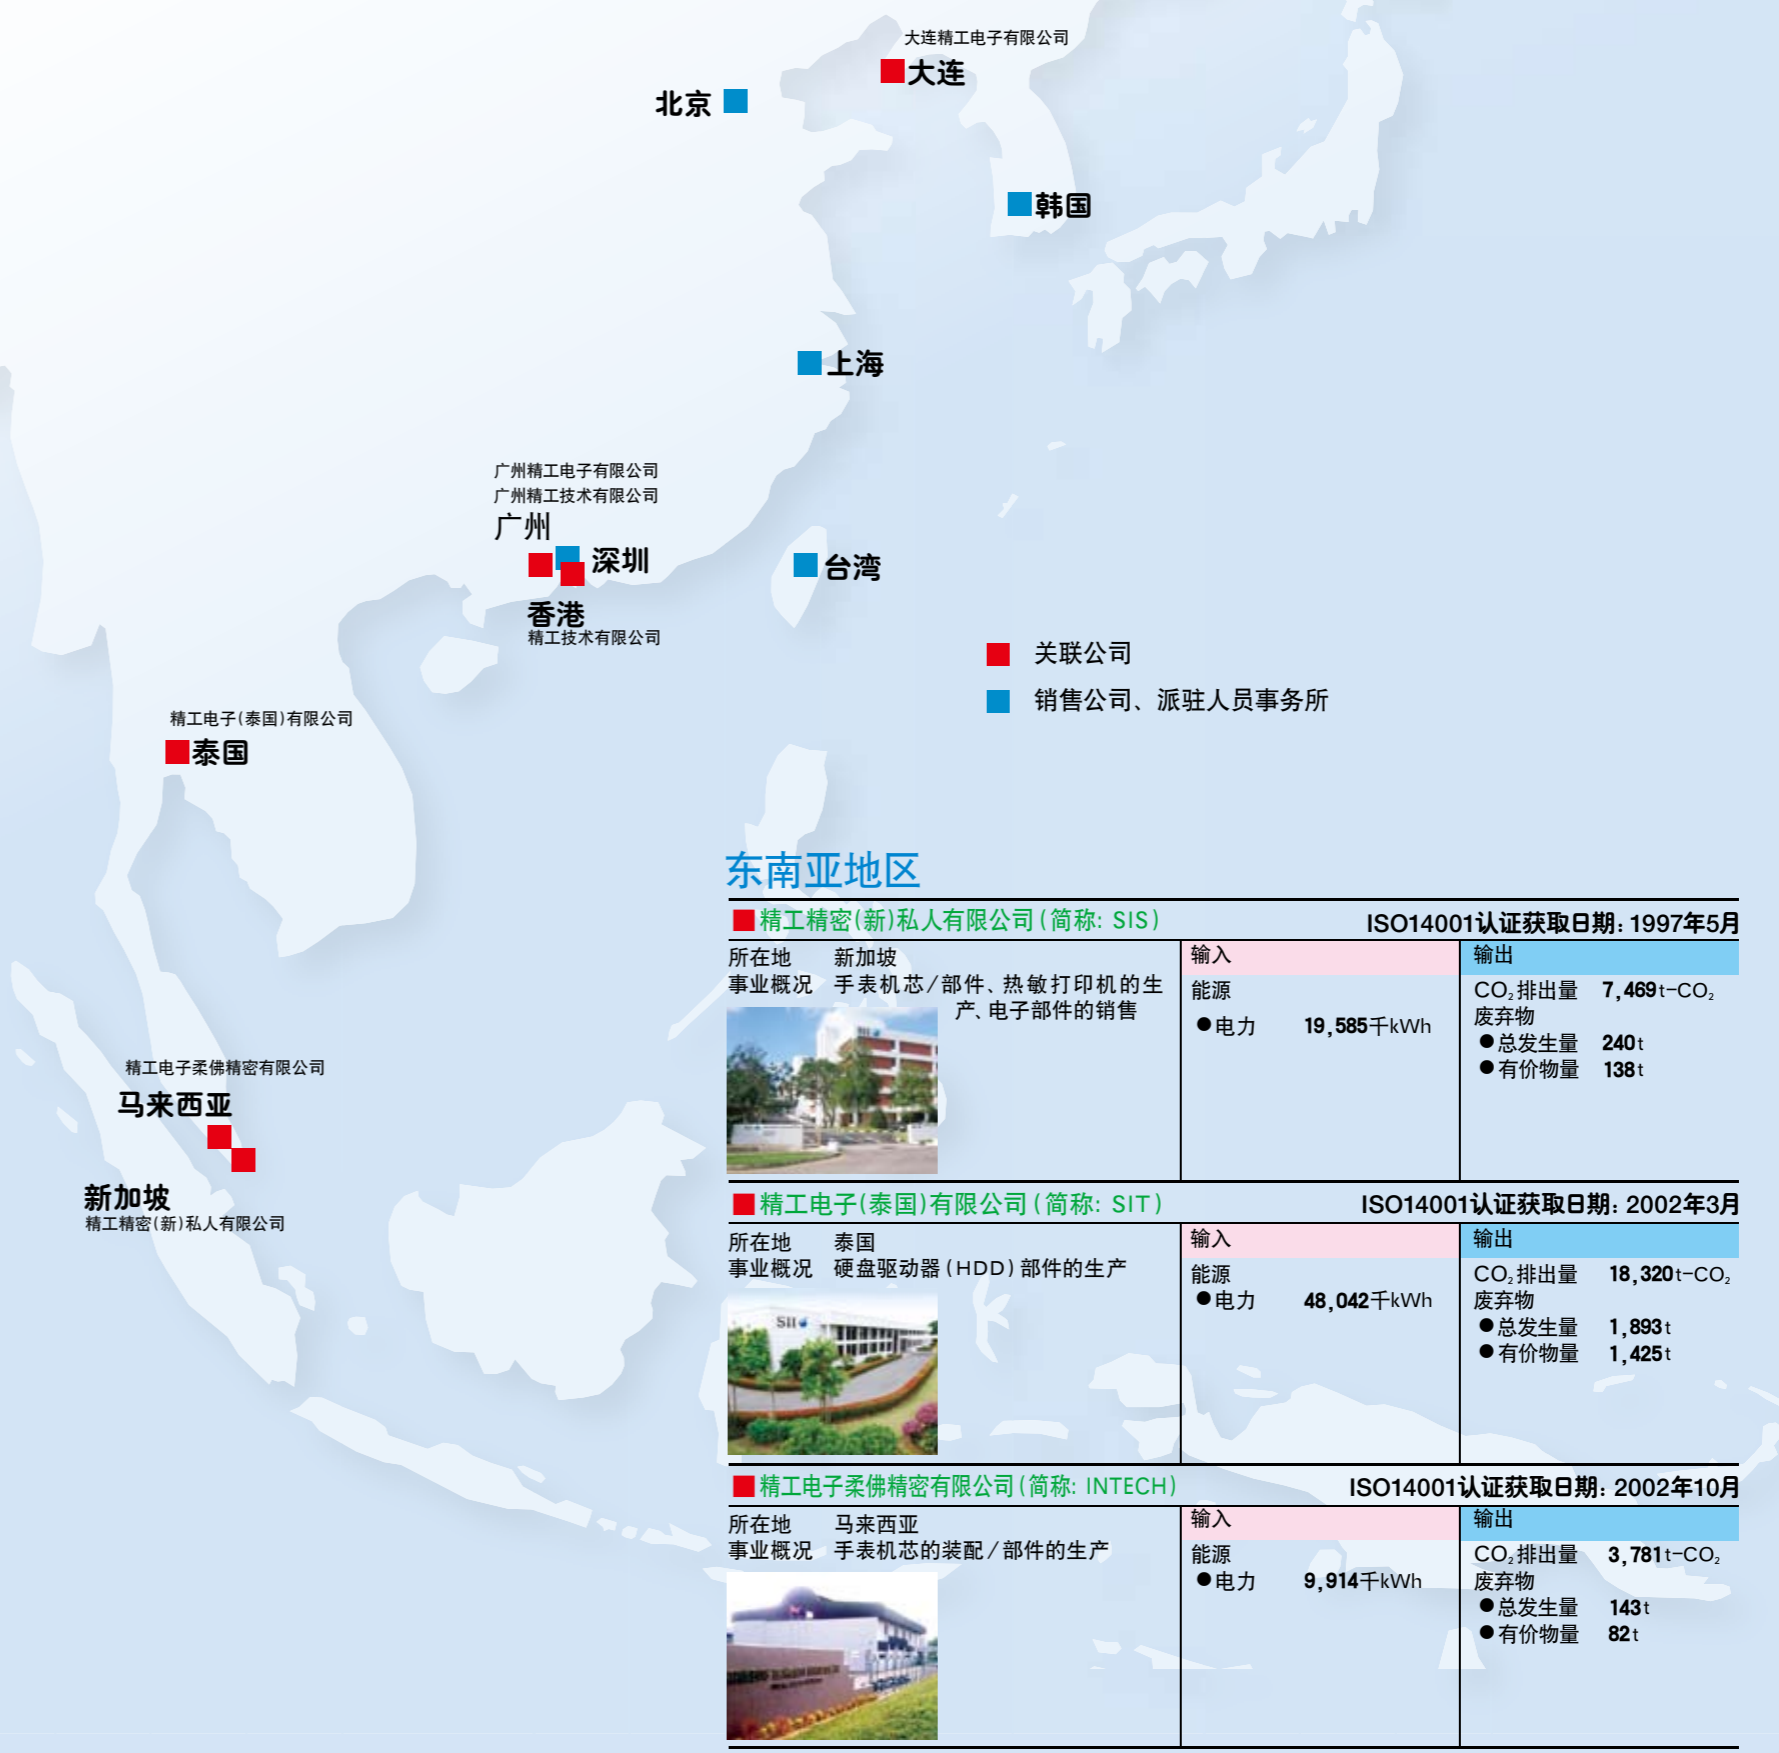 大连精工电子有限公司
大连
北京
韩国
上海
广州精工电子有限公司
广州精工技术有限公司
广州
深圳
台湾
香港
精工技术有限公司
关联公司
销售公司、派驻人员事务所
精工电子(泰国)有限公司
泰国
精工电子柔佛精密有限公司
马来西亚
新加坡
精工精密(新)私人有限公司
东南亚地区
精工精密(新)私人有限公司(简称: SIS) ISO14001认证获取日期: 1997年5月
所在地 新加坡
事业概况 手表机芯/部件、热敏打印机的生
产、电子部件的销售
输入
能源
●电力 19,585千kWh
输出
CO₂排出量 7,469t-CO₂
废弃物
●总发生量 240t
●有价物量 138t
精工电子(泰国)有限公司(简称: SIT) ISO14001认证获取日期: 2002年3月
所在地 泰国
事业概况 硬盘驱动器(HDD)部件的生产
SII
输入
能源
●电力 48,042千kWh
输出
CO₂排出量 18,320t-CO₂
废弃物
●总发生量 1,893t
●有价物量 1,425t
精工电子柔佛精密有限公司(简称: INTECH) ISO14001认证获取日期: 2002年10月
所在地 马来西亚
事业概况 手表机芯的装配/部件的生产
输入
能源
●电力 9,914千kWh
输出
CO₂排出量 3,781t-CO₂
废弃物
●总发生量 143t
●有价物量 82t